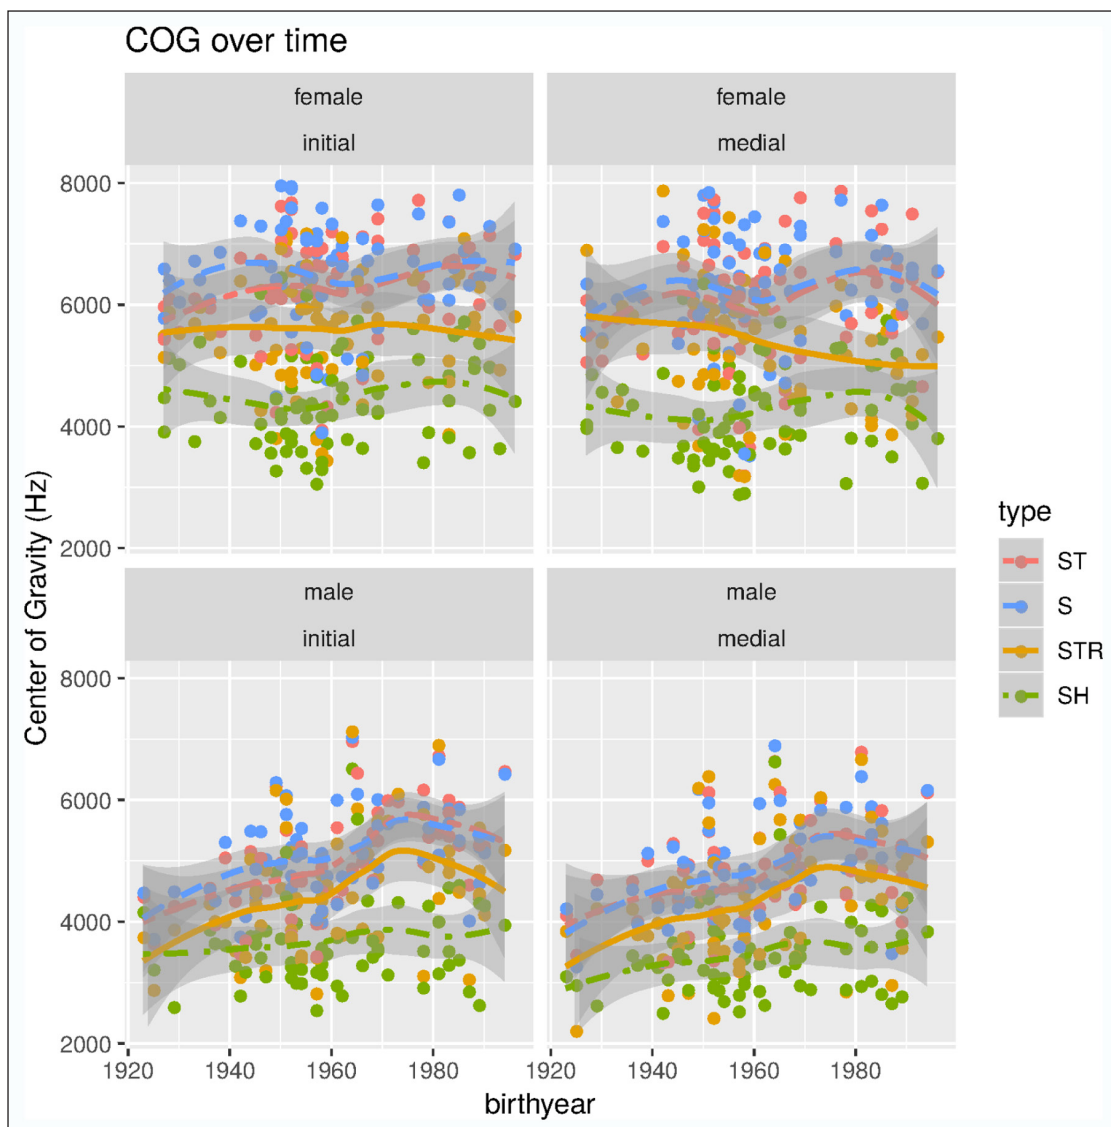 COG over time
female
female
initial
medial
8000
6000
4000
2000
male
male
initial
medial
8000
6000
4000
2000
1920
1940
1960
1980
1920
1940
1960
1980
birthyear
Center of Gravity (Hz)
type
ST
S
STR
SH